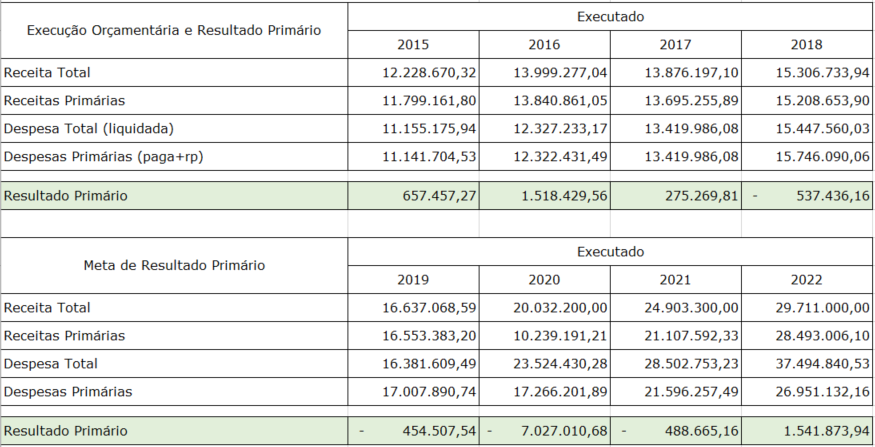 Execução Orçamentária e Resultado Primário Executado
2015 2016 2017 2018
Receita Total 12.228.670,32 13.999.277,04 13.876.197,10 15.306.733,94
Receitas Primárias 11.799.161,80 13.840.861,05 13.695.255,89 15.208.653,90
Despesa Total (liquidada) 11.155.175,94 12.327.233,17 13.419.986,08 15.447.560,03
Despesas Primárias (paga+rp) 11.141.704,53 12.322.431,49 13.419.986,08 15.746.090,06
Resultado Primário 657.457,27 1.518.429,56 275.269,81 - 537.436,16
Meta de Resultado Primário Executado
2019 2020 2021 2022
Receita Total 16.637.068,59 20.032.200,00 24.903.300,00 29.711.000,00
Receitas Primárias 16.553.383,20 10.239.191,21 21.107.592,33 28.493.006,10
Despesa Total 16.381.609,49 23.524.430,28 28.502.753,23 37.494.840,53
Despesas Primárias 17.007.890,74 17.266.201,89 21.596.257,49 26.951.132,16
Resultado Primário - 454.507,54 - 7.027.010,68 - 488.665,16 1.541.873,94